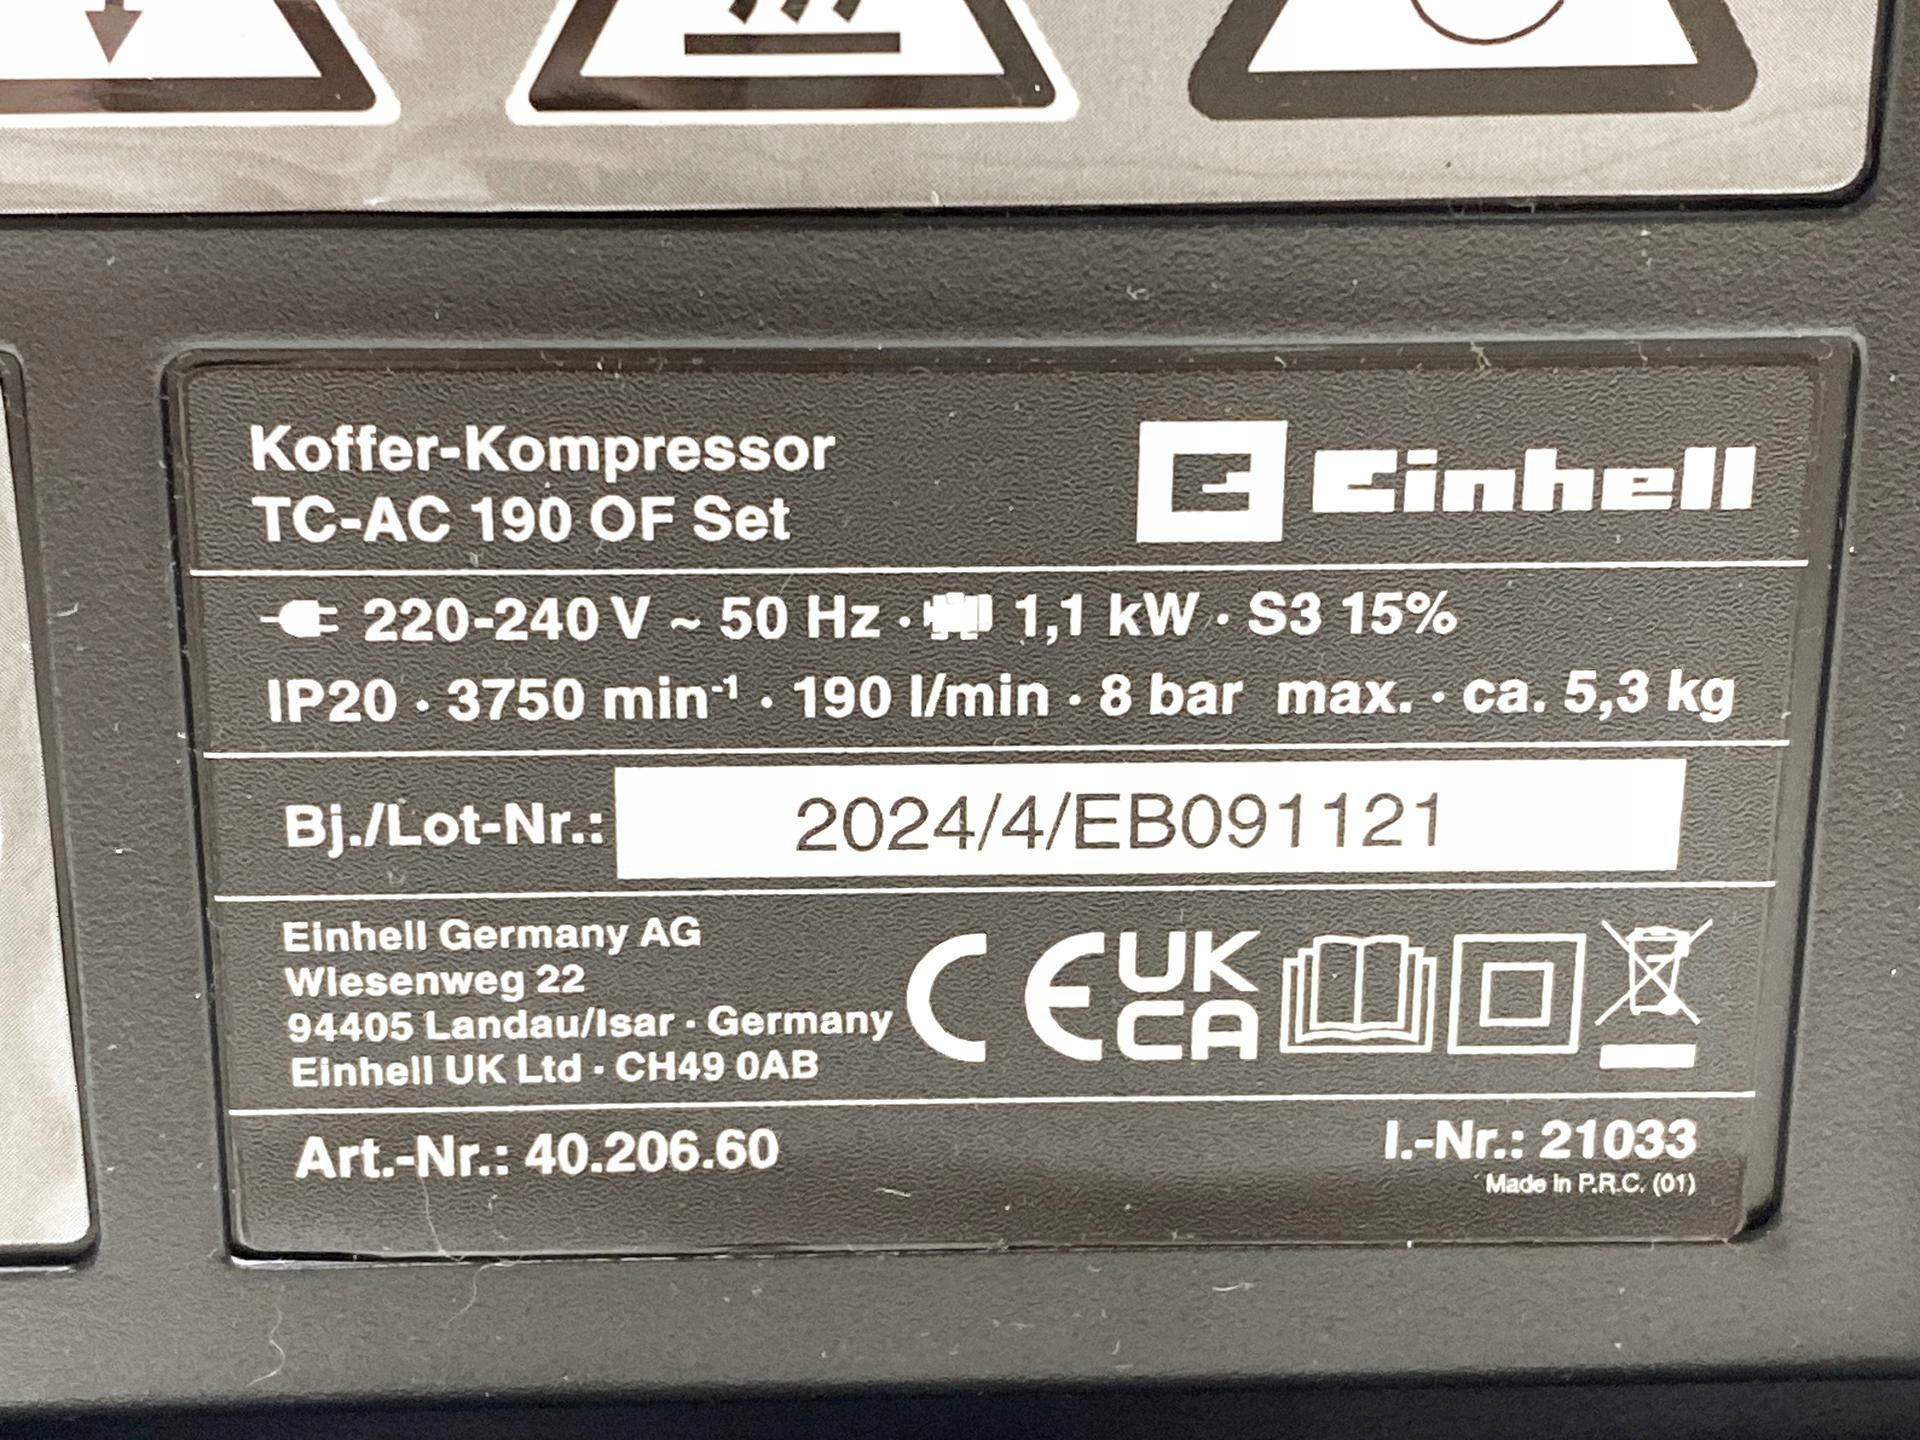 Koffer-Kompressor
TC-AC 190 OF Set
Einhell
220-240 V ~ 50 Hz · 1,1 kW · S3 15%
IP20 · 3750 min⁻¹ · 190 l/min · 8 bar max. · ca. 5,3 kg
Bj./Lot-Nr.: 2024/4/EB091121
Einhell Germany AG
Wiesenweg 22
94405 Landau/Isar · Germany
Einhell UK Ltd · CH49 0AB
CE
UK
CA
Art.-Nr.: 40.206.60
I.-Nr.: 21033
Made in P.R.C. (01)